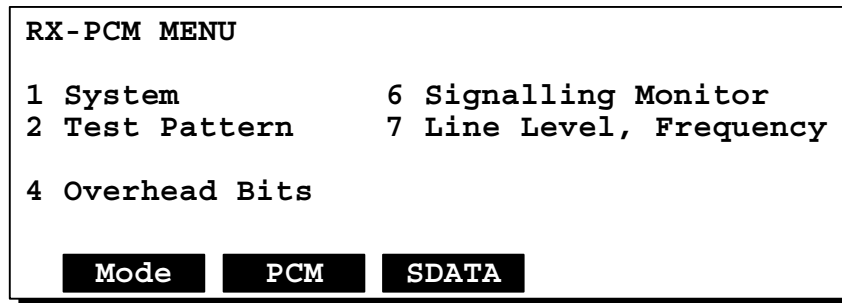 RX-PCM MENU
1 System 6 Signalling Monitor
2 Test Pattern 7 Line Level, Frequency
4 Overhead Bits
Mode PCM SDATA